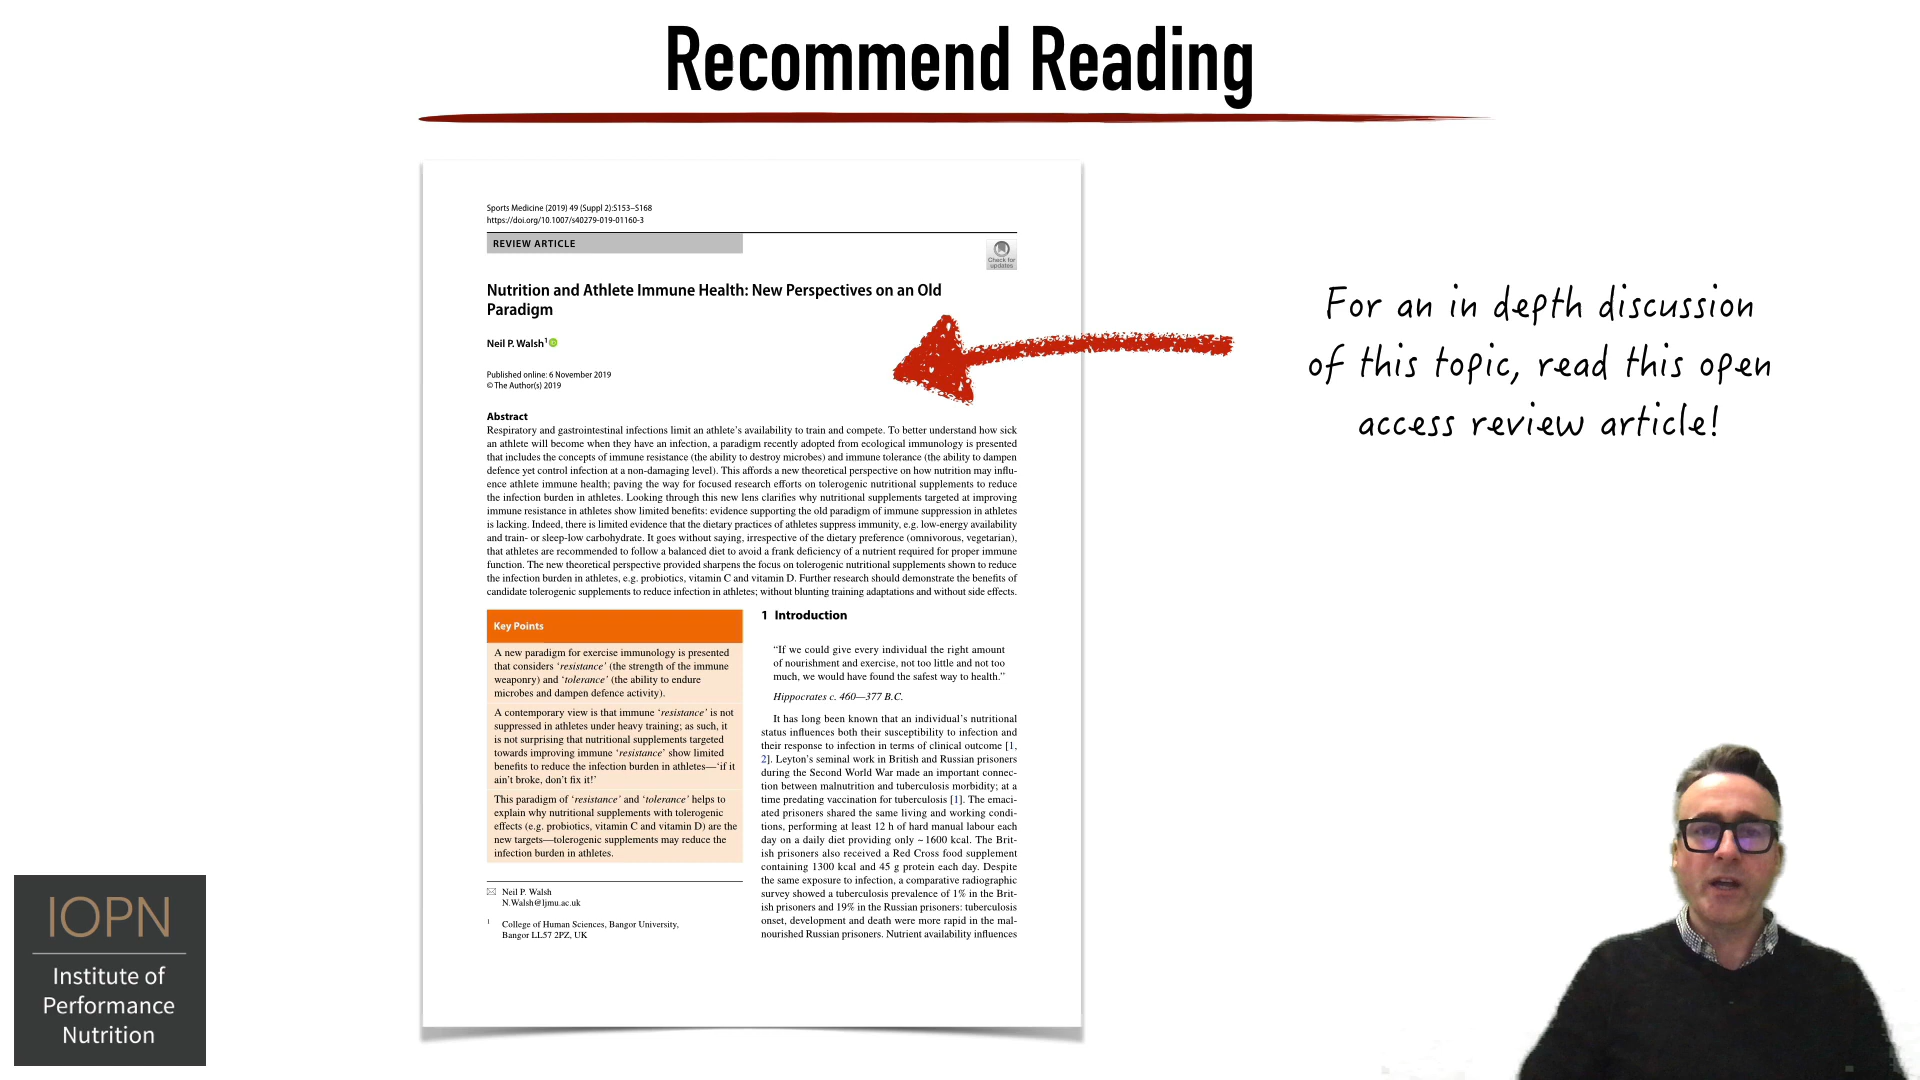 Recommend Reading
Sports Medicine (2019) 49 (Suppl 2):S153–S168
https://doi.org/10.1007/s40279-019-01160-3
REVIEW ARTICLE
Check for
updates
Nutrition and Athlete Immune Health: New Perspectives on an Old
Paradigm
Neil P. Walsh¹
Published online: 6 November 2019
© The Author(s) 2019
Abstract
Respiratory and gastrointestinal infections limit an athlete’s availability to train and compete. To better understand how sick
an athlete will become when they have an infection, a paradigm recently adopted from ecological immunology is presented
that includes the concepts of immune resistance (the ability to destroy microbes) and immune tolerance (the ability to dampen
defence yet control infection at a non-damaging level). This affords a new theoretical perspective on how nutrition may influ-
ence athlete immune health; paving the way for focused research efforts on tolerogenic nutritional supplements to reduce
the infection burden in athletes. Looking through this new lens clarifies why nutritional supplements targeted at improving
immune resistance in athletes show limited benefits: evidence supporting the old paradigm of immune suppression in athletes
is lacking. Indeed, there is limited evidence that the dietary practices of athletes suppress immunity, e.g. low-energy availability
and train- or sleep-low carbohydrate. It goes without saying, irrespective of the dietary preference (omnivorous, vegetarian),
that athletes are recommended to follow a balanced diet to avoid a frank deficiency of a nutrient required for proper immune
function. The new theoretical perspective provided sharpens the focus on tolerogenic nutritional supplements shown to reduce
the infection burden in athletes, e.g. probiotics, vitamin C and vitamin D. Further research should demonstrate the benefits of
candidate tolerogenic supplements to reduce infection in athletes; without blunting training adaptations and without side effects.
Key Points
A new paradigm for exercise immunology is presented
that considers ‘resistance’ (the strength of the immune
weaponry) and ‘tolerance’ (the ability to endure
microbes and dampen defence activity).
A contemporary view is that immune ‘resistance’ is not
suppressed in athletes under heavy training; as such, it
is not surprising that nutritional supplements targeted
towards improving immune ‘resistance’ show limited
benefits to reduce the infection burden in athletes—‘if it
ain’t broke, don’t fix it!’
This paradigm of ‘resistance’ and ‘tolerance’ helps to
explain why nutritional supplements with tolerogenic
effects (e.g. probiotics, vitamin C and vitamin D) are the
new targets—tolerogenic supplements may reduce the
infection burden in athletes.
Neil P. Walsh
N.Walsh@ljmu.ac.uk
1 College of Human Sciences, Bangor University,
Bangor LL57 2PZ, UK
1 Introduction
“If we could give every individual the right amount
of nourishment and exercise, not too little and not too
much, we would have found the safest way to health.”
Hippocrates c. 460—377 B.C.
It has long been known that an individual’s nutritional
status influences both their susceptibility to infection and
their response to infection in terms of clinical outcome [1,
2]. Leyton’s seminal work in British and Russian prisoners
during the Second World War made an important connec-
tion between malnutrition and tuberculosis morbidity; at a
time predating vaccination for tuberculosis [1]. The emaci-
ated prisoners shared the same living and working condi-
tions, performing at least 12 h of hard manual labour each
day on a daily diet providing only ~ 1600 kcal. The Brit-
ish prisoners also received a Red Cross food supplement
containing 1300 kcal and 45 g protein each day. Despite
the same exposure to infection, a comparative radiographic
survey showed a tuberculosis prevalence of 1% in the Brit-
ish prisoners and 19% in the Russian prisoners: tuberculosis
onset, development and death were more rapid in the mal-
nourished Russian prisoners. Nutrient availability influences
For an in depth discussion
of this topic, read this open
access review article!
IOPN
Institute of
Performance
Nutrition